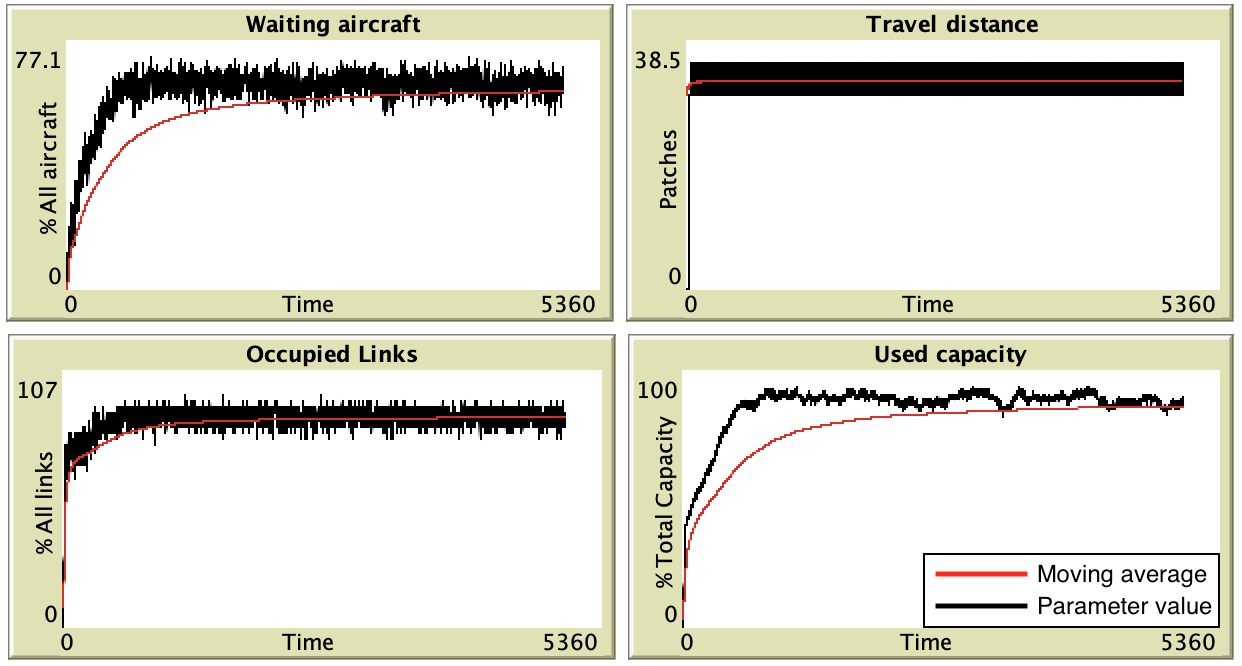 Waiting aircraft
77.1
% All aircraft
0
0 Time 5360
Travel distance
38.5
Patches
0
0 Time 5360
Occupied Links
107
% All links
0
0 Time 5360
Used capacity
100
% Total Capacity
0
Moving average
Parameter value
0 Time 5360